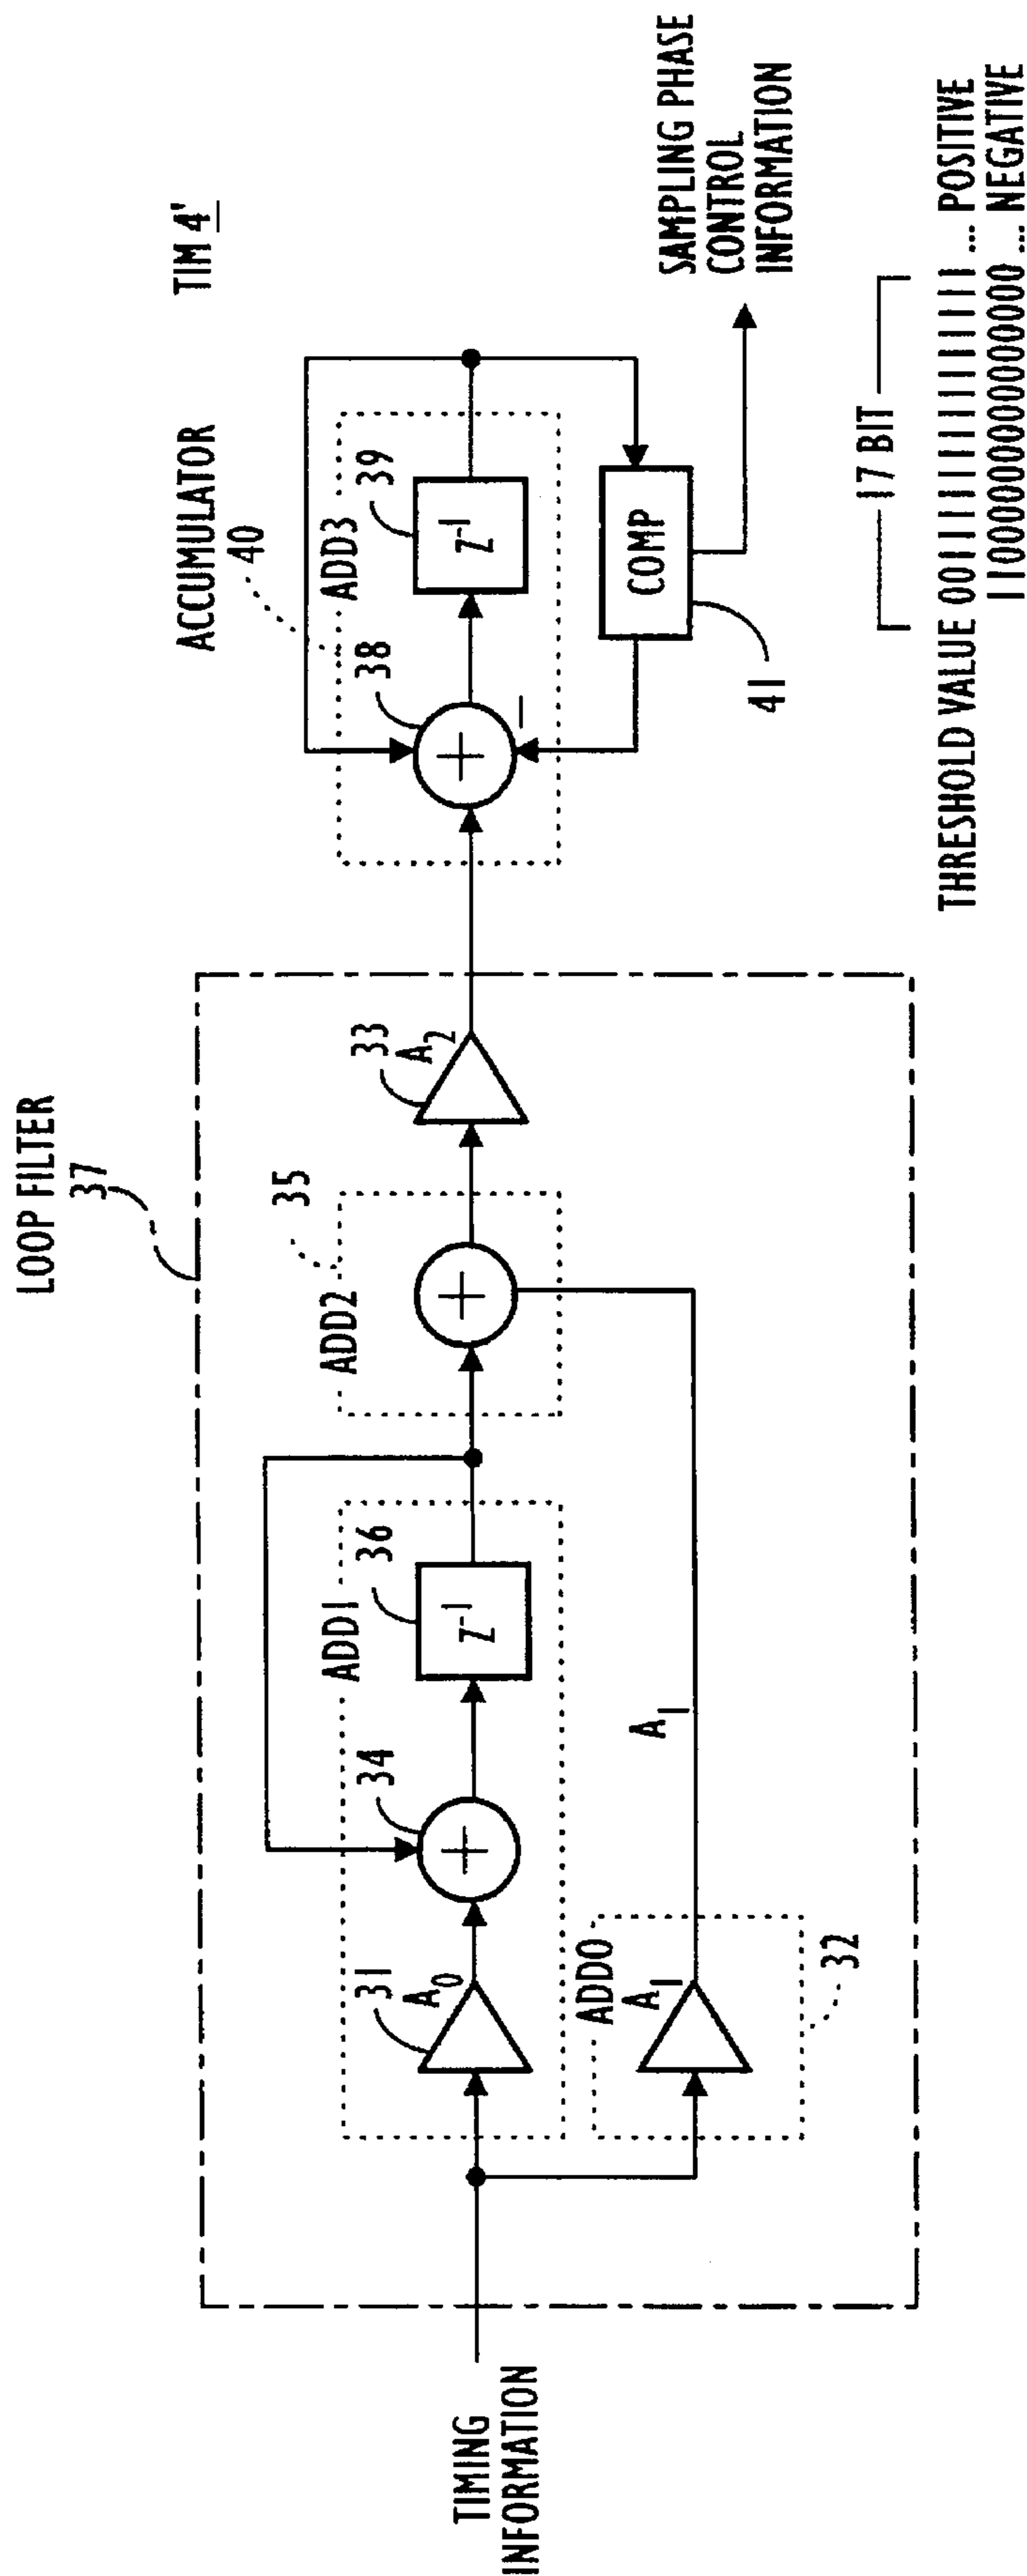 LOOP FILTER
37
TIM 4'
ACCUMULATOR
40
ADD1
ADD2
35
ADD3
31
34
36
33
38
39
A0
+
Z-1
+
A2
+
Z-1
−
TIMING
INFORMATION
ADD0
A1
A1
32
COMP
41
SAMPLING PHASE
CONTROL
INFORMATION
17 BIT
THRESHOLD VALUE 00111111111111111 ... POSITIVE
11000000000000000 ... NEGATIVE